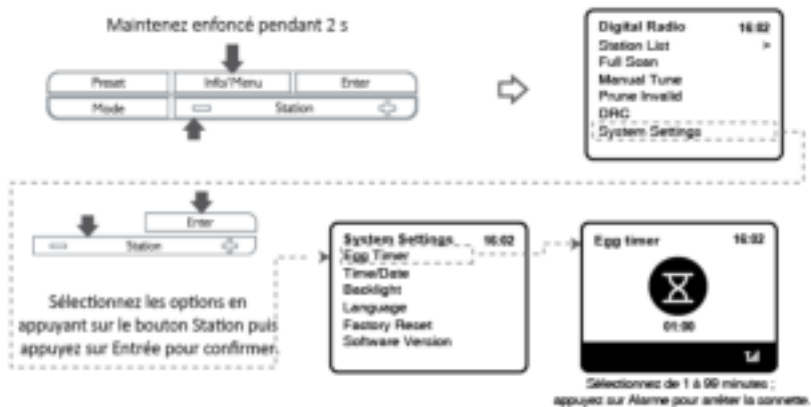 Maintenez enfoncé pendant 2 s
Preset Info/Menu Enter
Mode Station
Digital Radio 16:02
Station List >
Full Scan
Manual Tune
Prune Invalid
DRC
System Settings
Enter
Station
Sélectionnez les options en
appuyant sur le bouton Station puis
appuyez sur Entrée pour confirmer.
System Settings 16:02
Egg Timer
Time/Date
Backlight
Language
Factory Reset
Software Version
Egg timer 16:02
01:00
Sélectionnez de 1 à 99 minutes ;
appuyez sur Alarme pour arrêter la sonnette.